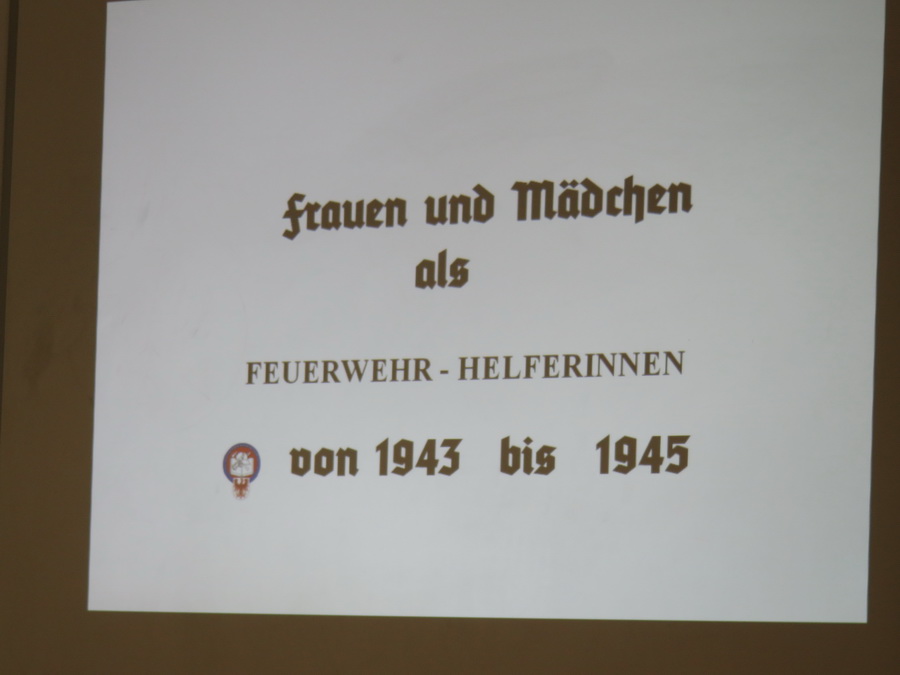 Frauen und Mädchen
als
FEUERWEHR - HELFERINNEN
von 1943 bis 1945